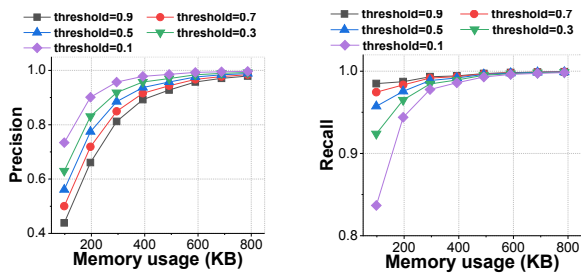 threshold=0.9 threshold=0.7
threshold=0.5 threshold=0.3
threshold=0.1
1.0
0.8
0.6
0.4
Precision
200 400 600 800
Memory usage (KB)
threshold=0.9 threshold=0.7
threshold=0.5 threshold=0.3
threshold=0.1
1.0
0.9
0.8
Recall
200 400 600 800
Memory usage (KB)